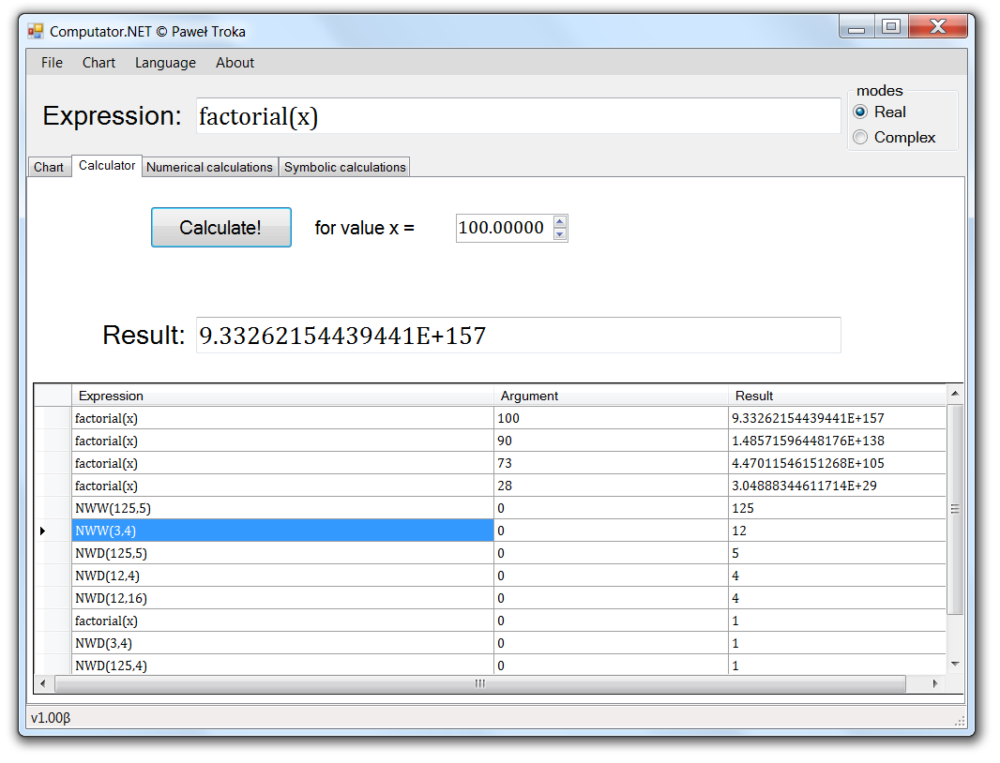 Computator.NET © Paweł Troka
File Chart Language About
modes
Expression: factorial(x)
Real
Complex
Chart Calculator Numerical calculations Symbolic calculations
Calculate! for value x = 100.00000
Result: 9.33262154439441E+157
Expression Argument Result
factorial(x) 100 9.33262154439441E+157
factorial(x) 90 1.48571596448176E+138
factorial(x) 73 4.47011546151268E+105
factorial(x) 28 3.04888344611714E+29
NWW(125,5) 0 125
NWW(3,4) 0 12
NWD(125,5) 0 5
NWD(12,4) 0 4
NWD(12,16) 0 4
factorial(x) 0 1
NWD(3,4) 0 1
NWD(125,4) 0 1
v1.00β